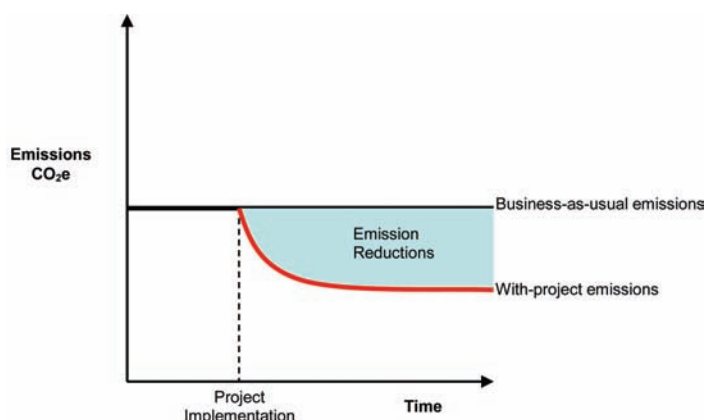 Emissions
CO₂e
Business-as-usual emissions
Emission
Reductions
With-project emissions
Project
Implementation
Time